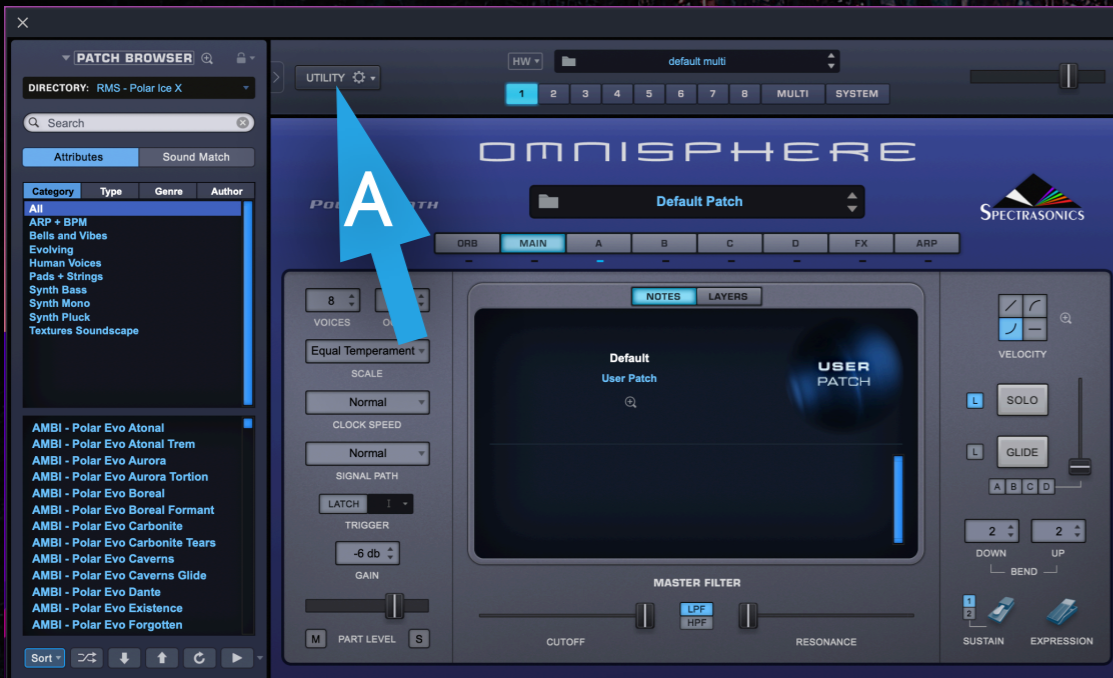 PATCH BROWSER
DIRECTORY: RMS - Polar Ice X
Search
Attributes Sound Match
Category Type Genre Author
All
ARP + BPM
Bells and Vibes
Evolving
Human Voices
Pads + Strings
Synth Bass
Synth Mono
Synth Pluck
Textures Soundscape
AMBI - Polar Evo Atonal
AMBI - Polar Evo Atonal Trem
AMBI - Polar Evo Aurora
AMBI - Polar Evo Aurora Tortion
AMBI - Polar Evo Boreal
AMBI - Polar Evo Boreal Formant
AMBI - Polar Evo Carbonite
AMBI - Polar Evo Carbonite Tears
AMBI - Polar Evo Caverns
AMBI - Polar Evo Caverns Glide
AMBI - Polar Evo Dante
AMBI - Polar Evo Existence
AMBI - Polar Evo Forgotten
Sort
UTILITY
HW default multi
1 2 3 4 5 6 7 8 MULTI SYSTEM
A
OMNISPHERE
Default Patch
SPECTRASONICS
ORB MAIN A B C D FX ARP
8
VOICES
Equal Temperament
SCALE
Normal
CLOCK SPEED
Normal
SIGNAL PATH
LATCH
TRIGGER
-6 db
GAIN
M PART LEVEL S
NOTES LAYERS
Default
User Patch
USER
PATCH
MASTER FILTER
LPF
HPF
CUTOFF RESONANCE
VELOCITY
L SOLO
L GLIDE
A B C D
2 2
DOWN UP
BEND
1
2
SUSTAIN EXPRESSION